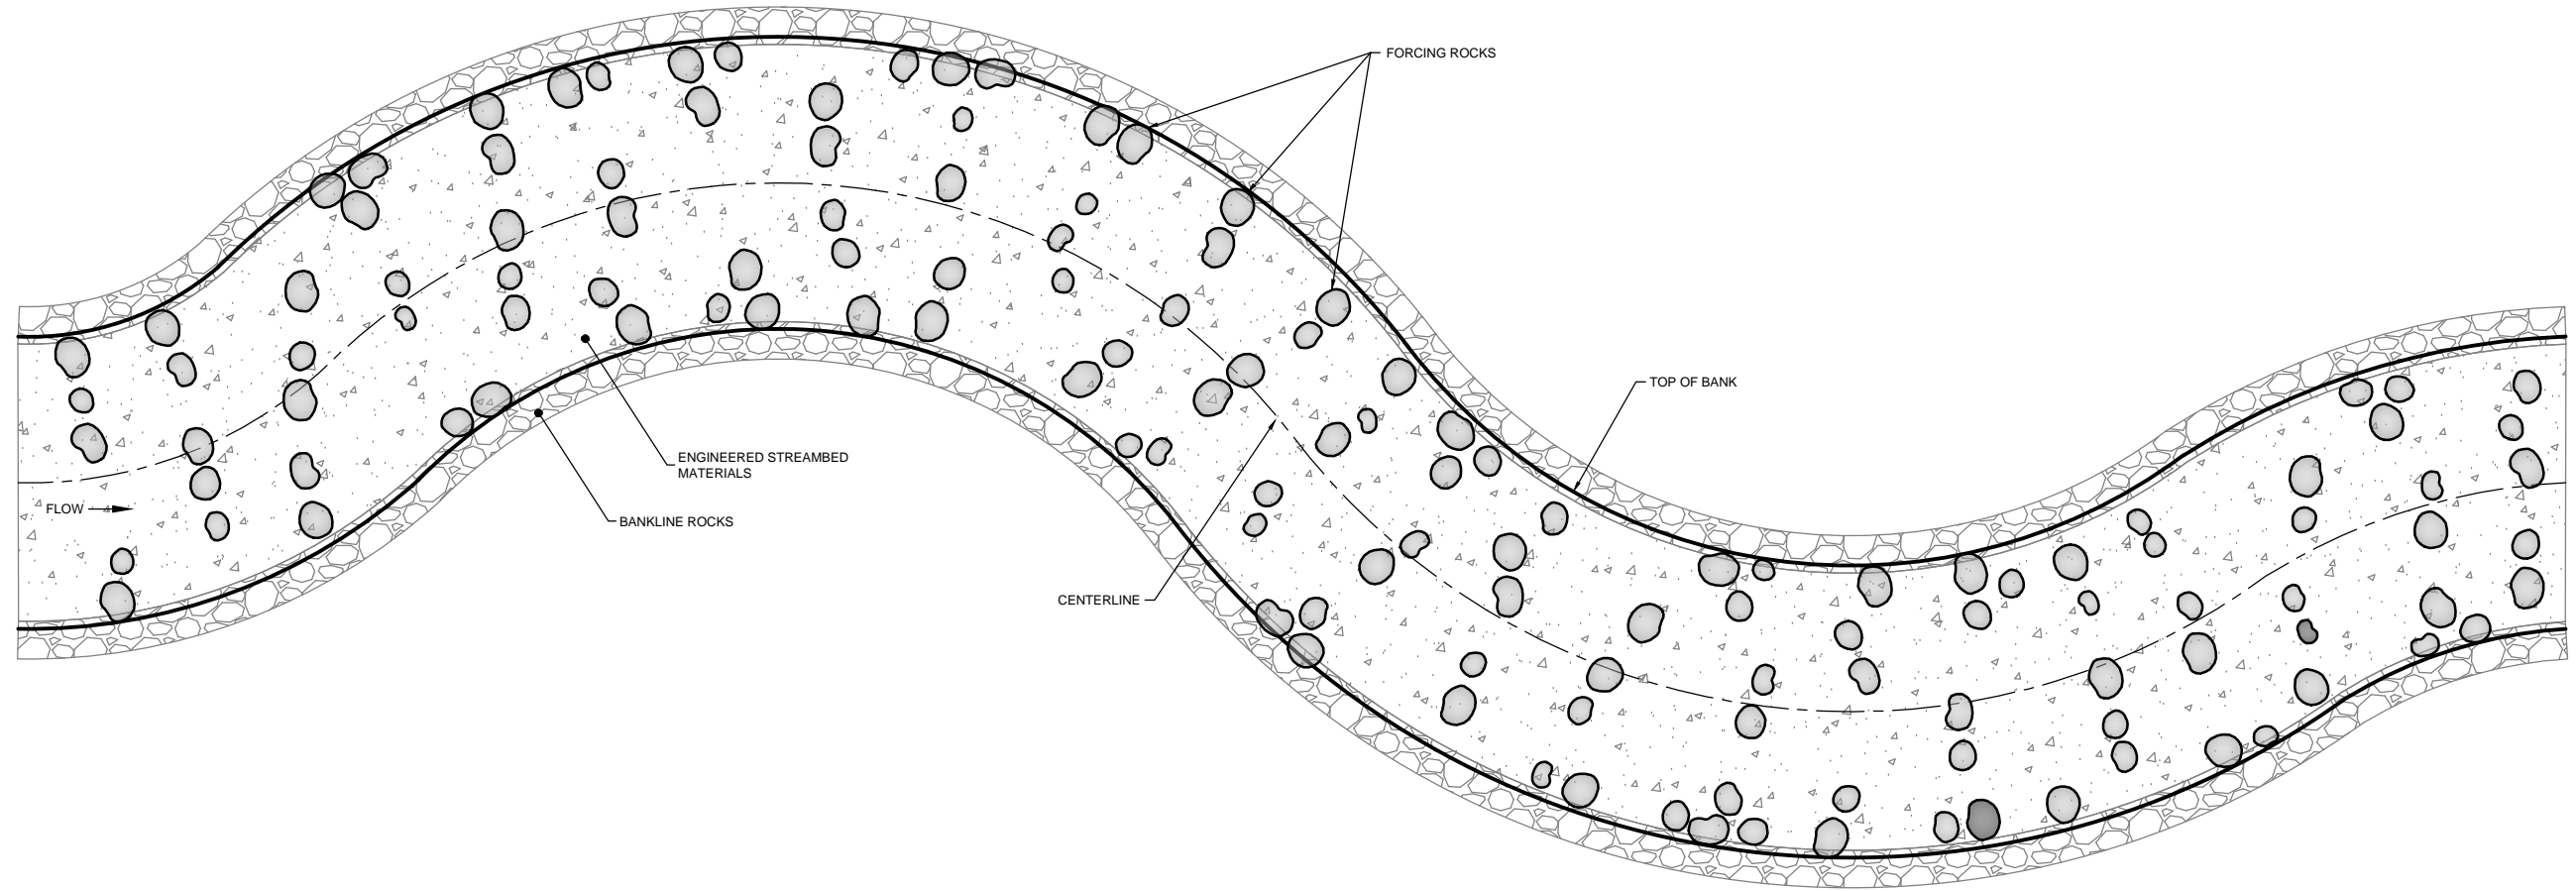 FORCING ROCKS
TOP OF BANK
ENGINEERED STREAMBED
MATERIALS
FLOW
BANKLINE ROCKS
CENTERLINE